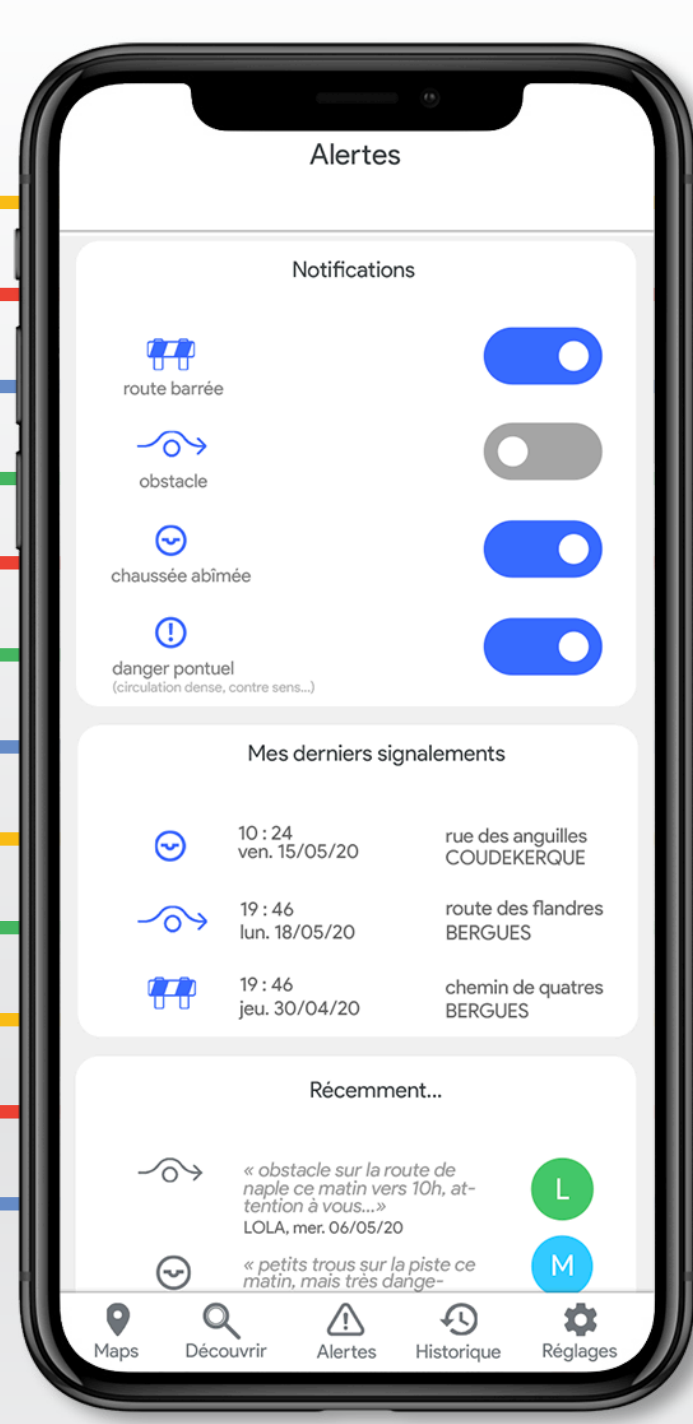 Alertes
Notifications
route barrée
obstacle
chaussée abîmée
danger pontuel
(circulation dense, contre sens...)
Mes derniers signalements
10 : 24
ven. 15/05/20
rue des anguilles
COUDEKERQUE
19 : 46
lun. 18/05/20
route des flandres
BERGUES
19 : 46
jeu. 30/04/20
chemin de quatres
BERGUES
Récemment...
« obstacle sur la route de
naple ce matin vers 10h, at-
tention à vous...»
LOLA, mer. 06/05/20
L
« petits trous sur la piste ce
matin, mais très dange-
M
Maps
Découvrir
Alertes
Historique
Réglages